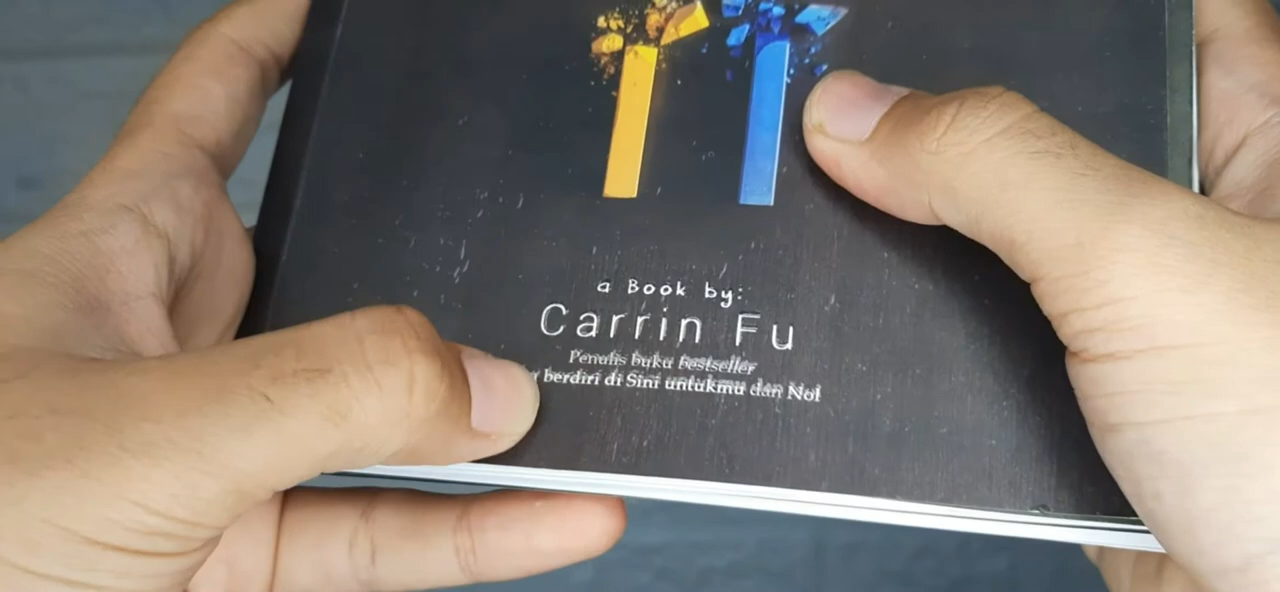 a Book by:
Carrin Fu
Penulis buku bestseller
berdiri di Sini untukmu dan Nol